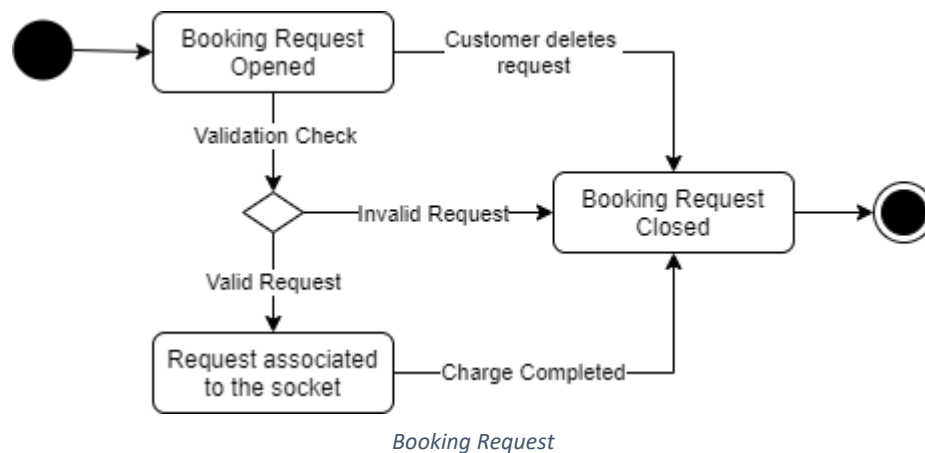 Booking Request
Opened
Customer deletes
request
Validation Check
Invalid Request
Booking Request
Closed
Valid Request
Request associated
to the socket
Charge Completed
Booking Request